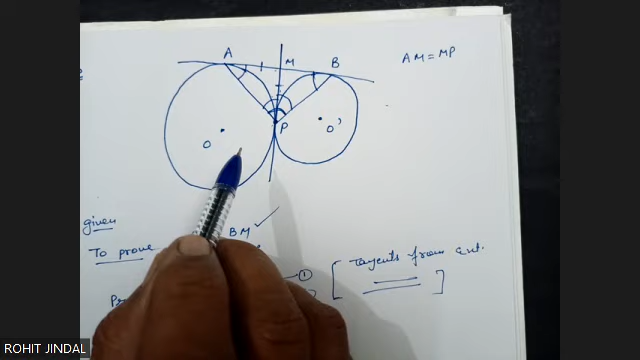 A M B
AM = MP
P
O
O'
given
BM ✓
To prove
①
[ Tangents from ext. ]
ROHIT JINDAL